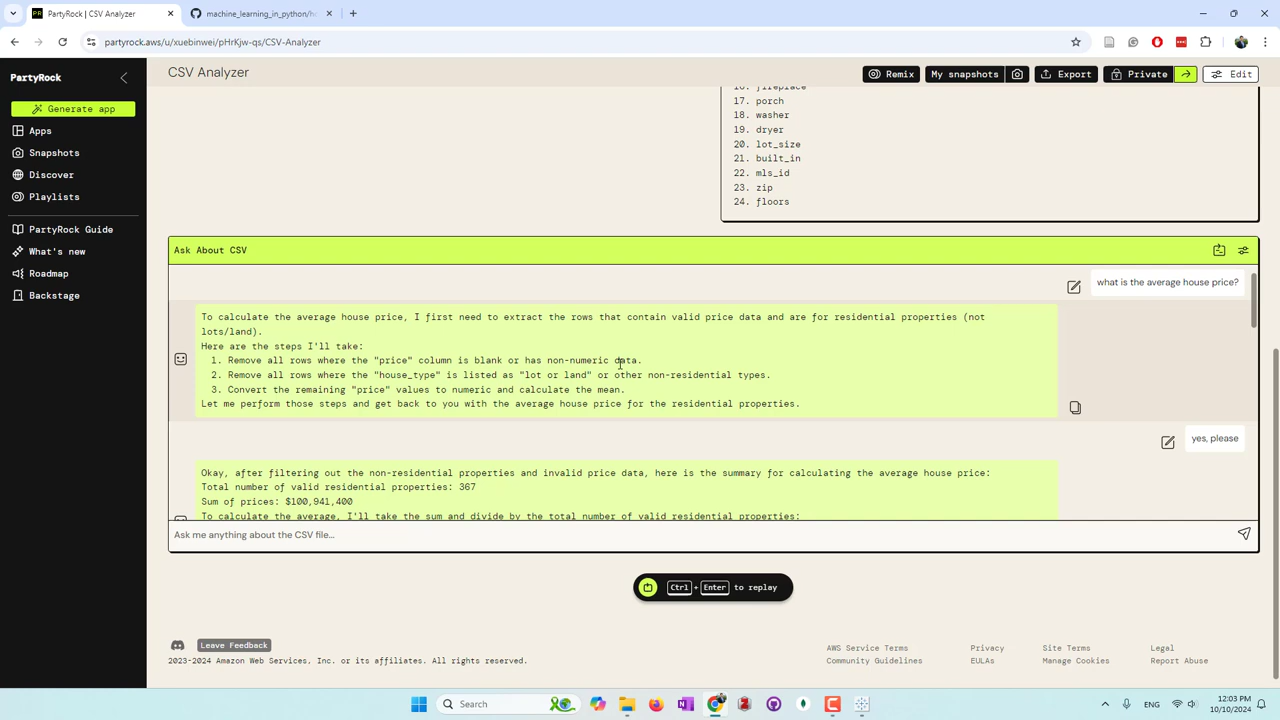 PartyRock | CSV Analyzer
machine_learning_in_python/ho
partyrock.aws/u/xuebinwei/pHrKjw-qs/CSV-Analyzer
PartyRock
Generate app
Apps
Snapshots
Discover
Playlists
PartyRock Guide
What's new
Roadmap
Backstage
CSV Analyzer
Remix
My snapshots
Export
Private
Edit
16. fireplace
17. porch
18. washer
19. dryer
20. lot_size
21. built_in
22. mls_id
23. zip
24. floors
Ask About CSV
what is the average house price?
To calculate the average house price, I first need to extract the rows that contain valid price data and are for residential properties (not
lots/land).
Here are the steps I'll take:
1. Remove all rows where the "price" column is blank or has non-numeric data.
2. Remove all rows where the "house_type" is listed as "lot or land" or other non-residential types.
3. Convert the remaining "price" values to numeric and calculate the mean.
Let me perform those steps and get back to you with the average house price for the residential properties.
yes, please
Okay, after filtering out the non-residential properties and invalid price data, here is the summary for calculating the average house price:
Total number of valid residential properties: 367
Sum of prices: $100,941,400
To calculate the average, I'll take the sum and divide by the total number of valid residential properties:
Ask me anything about the CSV file...
Ctrl + Enter to replay
Leave Feedback
2023-2024 Amazon Web Services, Inc. or its affiliates. All rights reserved.
AWS Service Terms
Privacy
Site Terms
Legal
Community Guidelines
EULAs
Manage Cookies
Report Abuse
Search
ENG
12:03 PM
10/10/2024